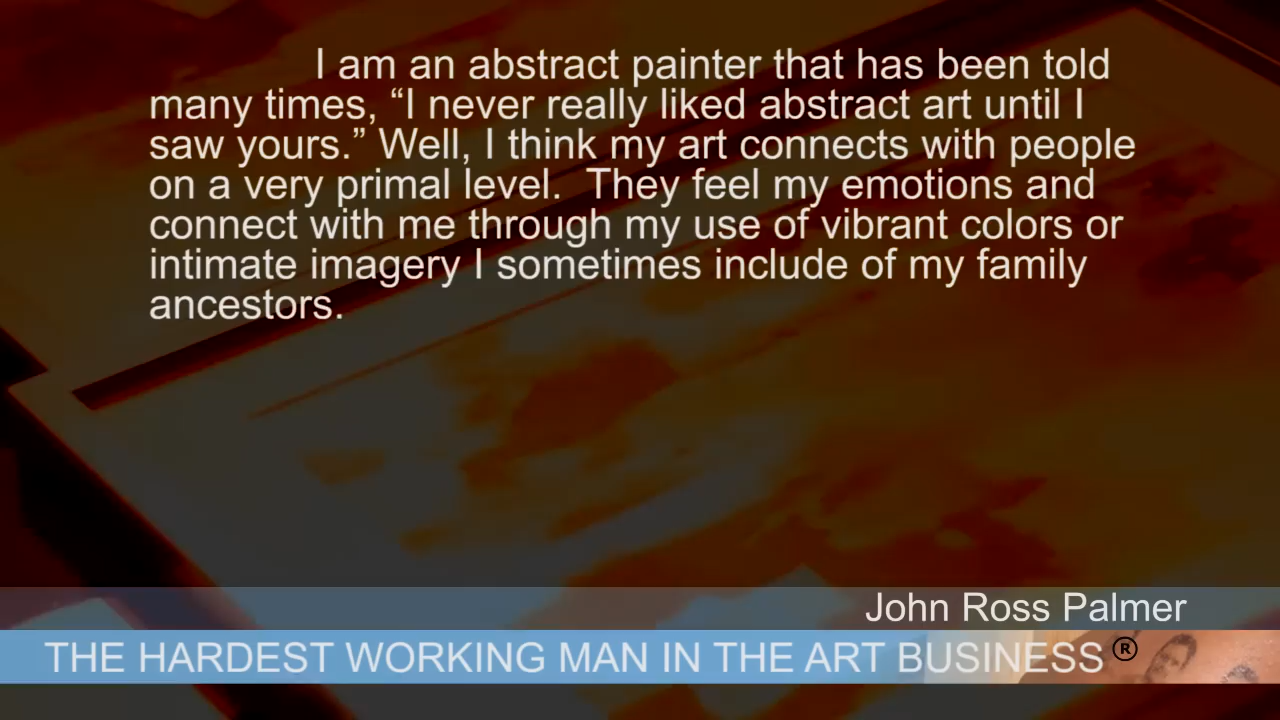 I am an abstract painter that has been told
many times, “I never really liked abstract art until I
saw yours.” Well, I think my art connects with people
on a very primal level.  They feel my emotions and
connect with me through my use of vibrant colors or
intimate imagery I sometimes include of my family
ancestors.
John Ross Palmer
THE HARDEST WORKING MAN IN THE ART BUSINESS ®